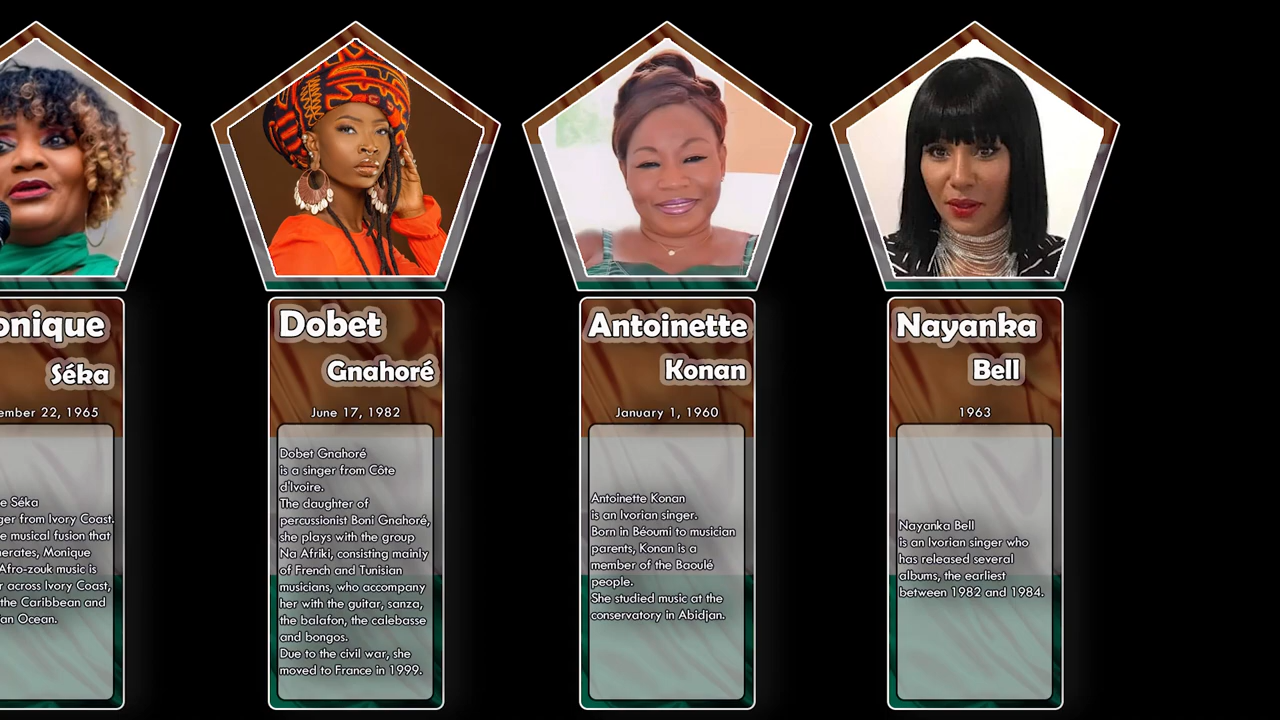 onique
Séka
ember 22, 1965
e Séka
ger from Ivory Coast.
e musical fusion that
nerates, Monique
Afro-zouk music is
r across Ivory Coast,
the Caribbean and
an Ocean.
Dobet
Gnahoré
June 17, 1982
Dobet Gnahoré
is a singer from Côte
d'Ivoire.
The daughter of
percussionist Boni Gnahoré,
she plays with the group
Na Afriki, consisting mainly
of French and Tunisian
musicians, who accompany
her with the guitar, sanza,
the balafon, the calebasse
and bongos.
Due to the civil war, she
moved to France in 1999.
Antoinette
Konan
January 1, 1960
Antoinette Konan
is an Ivorian singer.
Born in Béoumi to musician
parents, Konan is a
member of the Baoulé
people.
She studied music at the
conservatory in Abidjan.
Nayanka
Bell
1963
Nayanka Bell
is an Ivorian singer who
has released several
albums, the earliest
between 1982 and 1984.